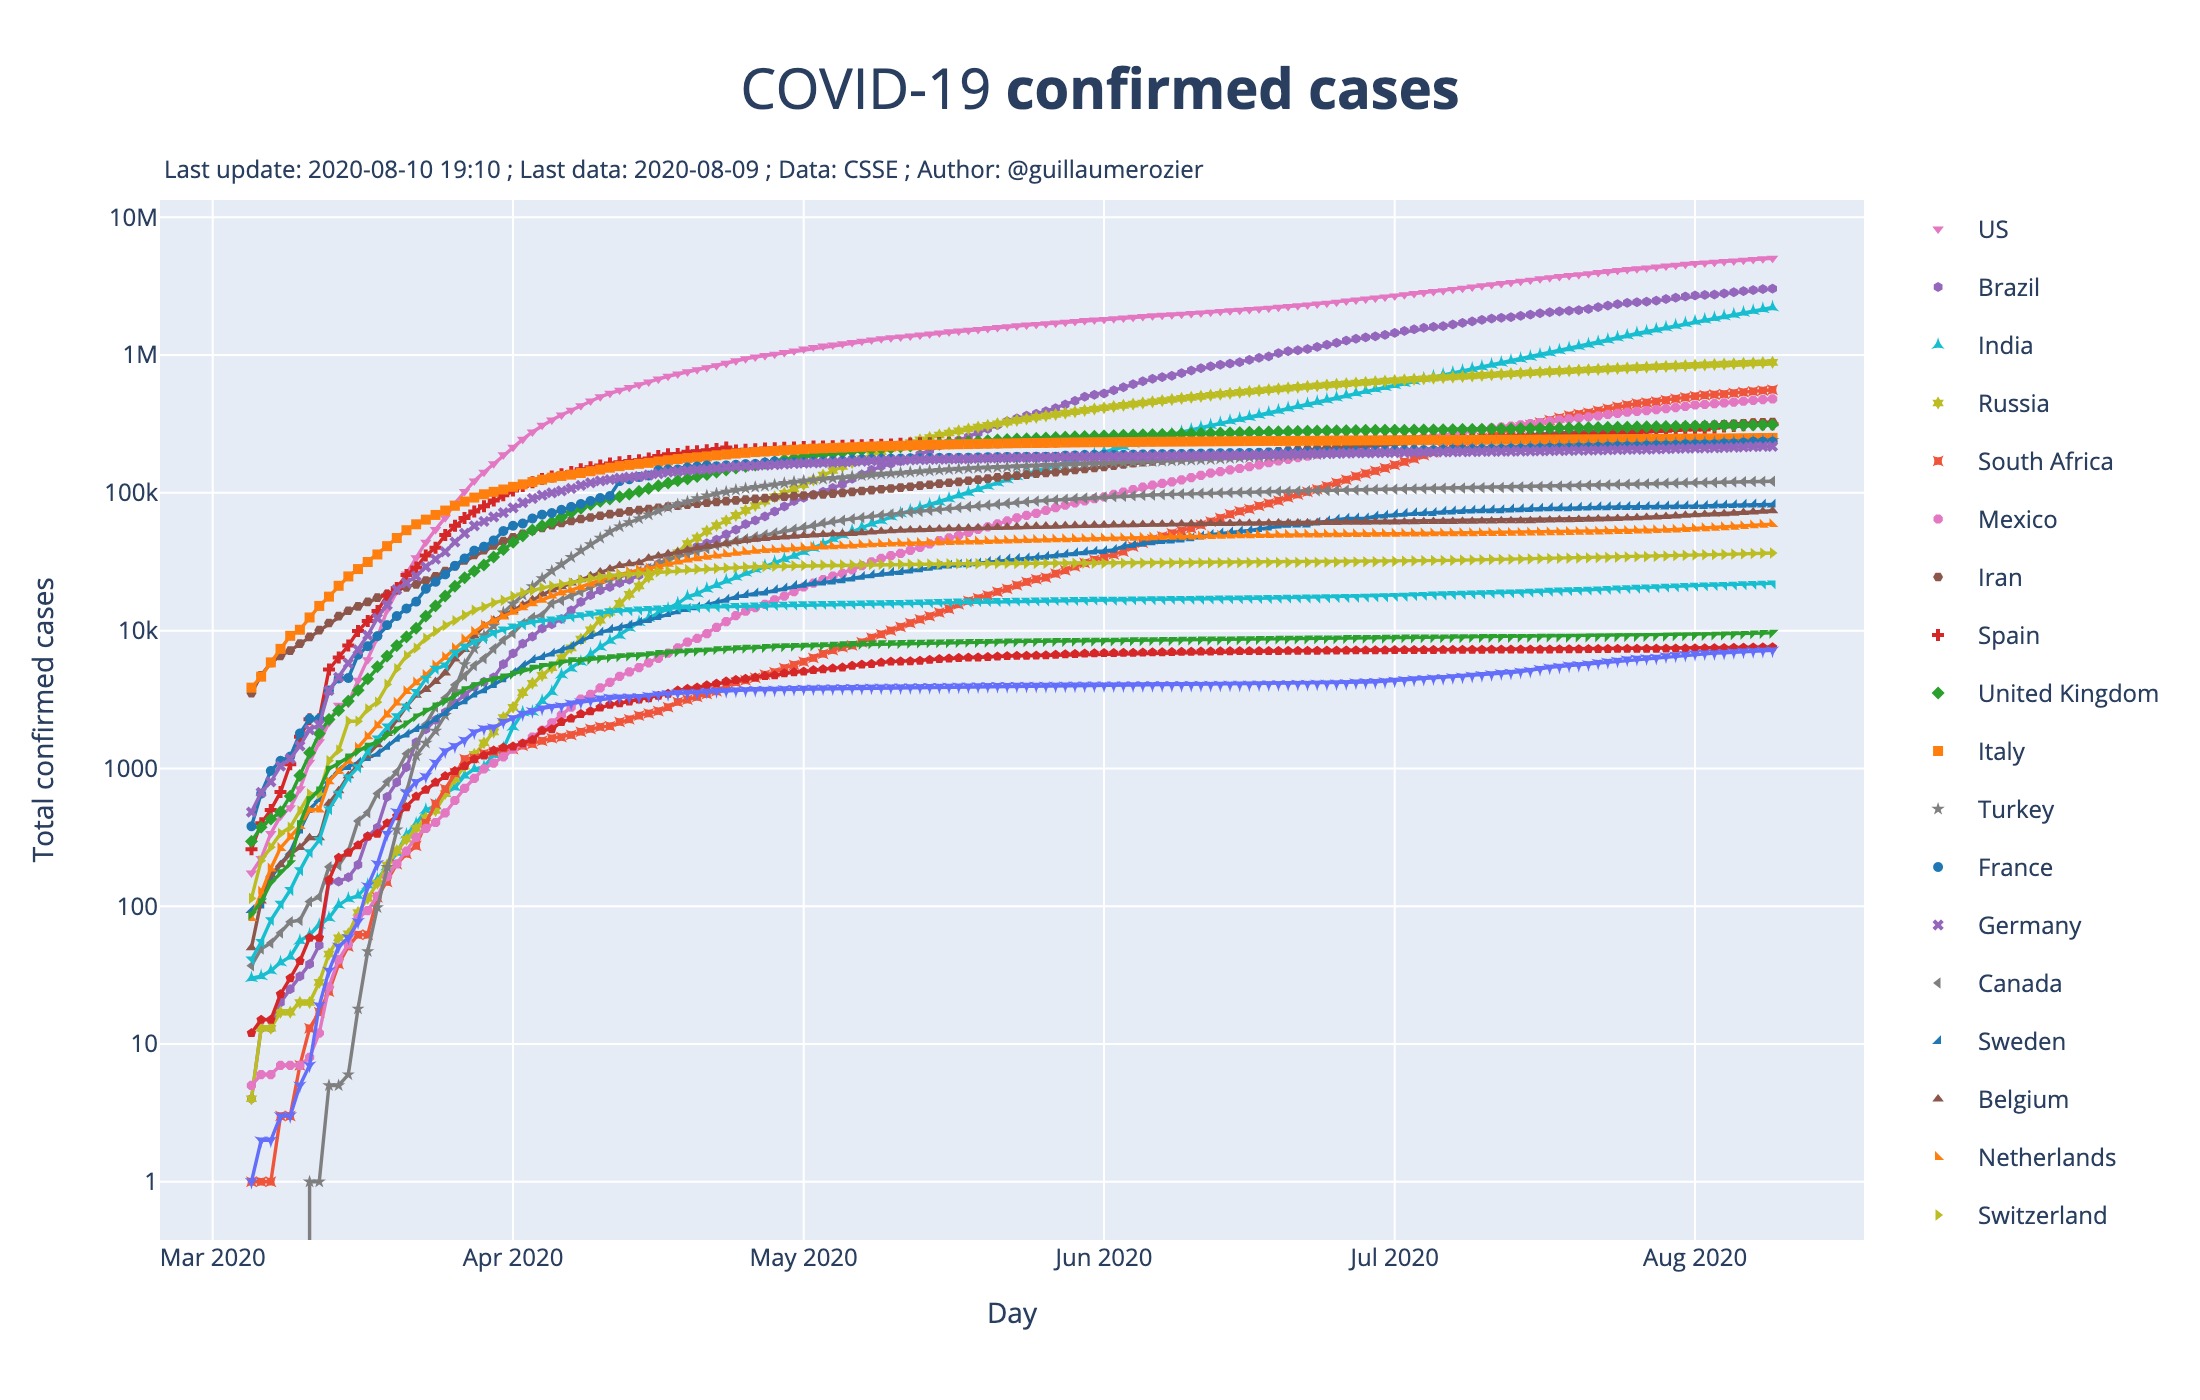 COVID-19 confirmed cases
Last update: 2020-08-10 19:10 ; Last data: 2020-08-09 ; Data: CSSE ; Author: @guillaumerozier
Total confirmed cases
10M
1M
100k
10k
1000
100
10
1
Mar 2020
Apr 2020
May 2020
Jun 2020
Jul 2020
Aug 2020
Day
US
Brazil
India
Russia
South Africa
Mexico
Iran
Spain
United Kingdom
Italy
Turkey
France
Germany
Canada
Sweden
Belgium
Netherlands
Switzerland